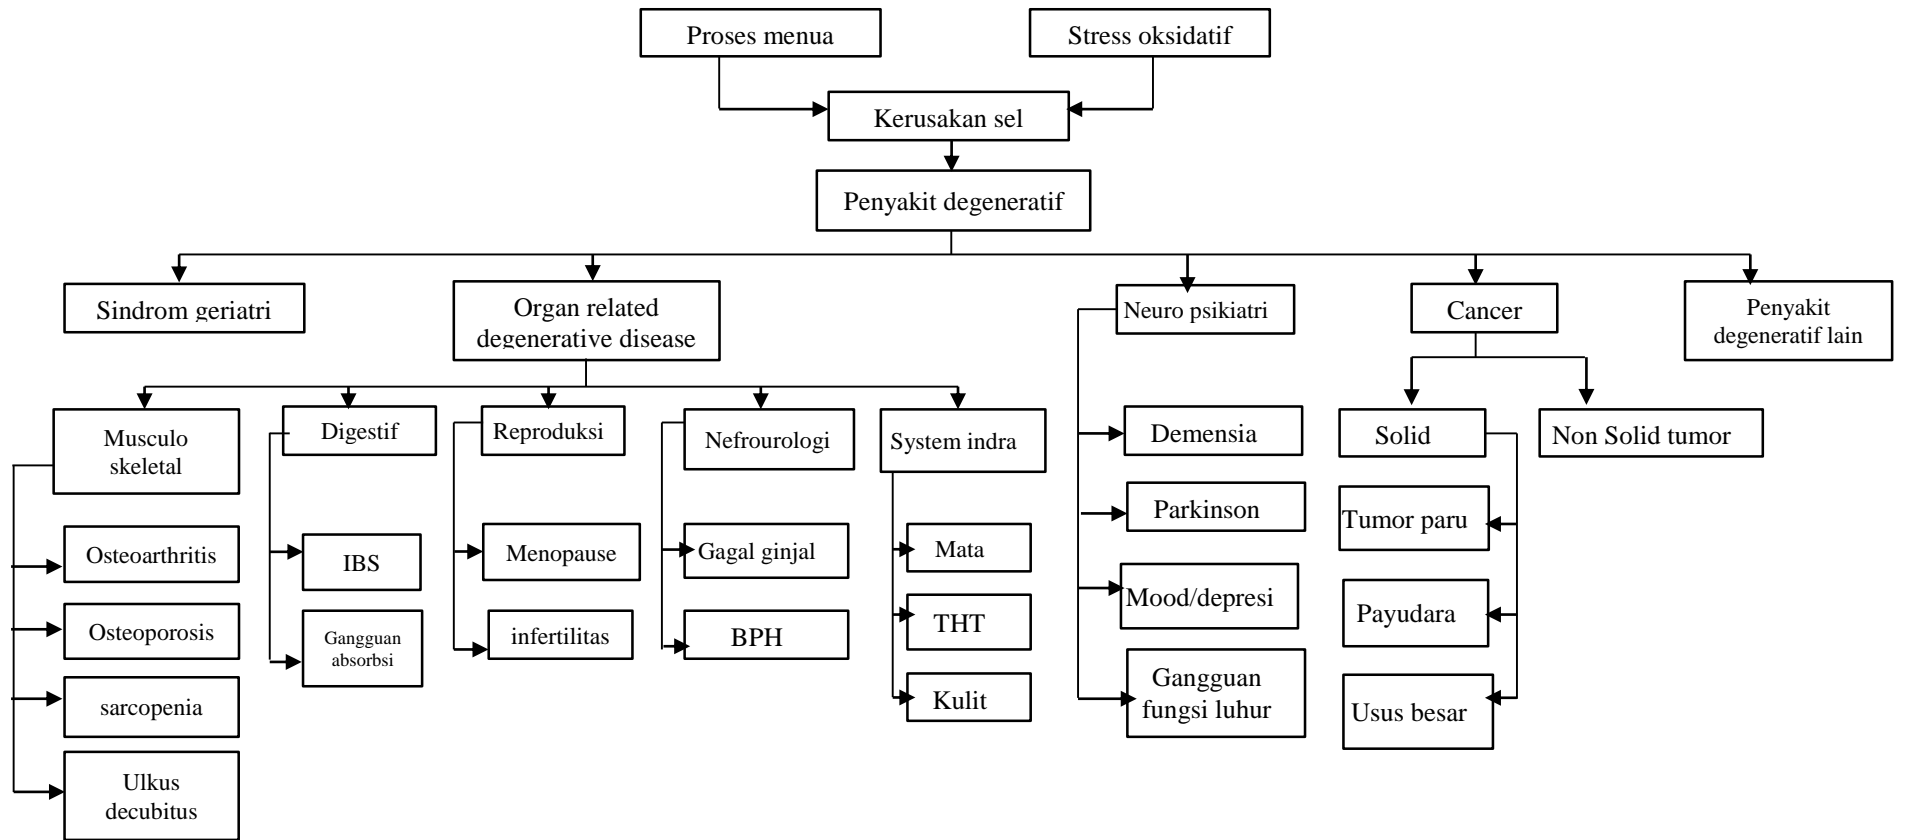 Proses menua
Stress oksidatif
Kerusakan sel
Penyakit degeneratif
Sindrom geriatri
Organ related
degenerative disease
Neuro psikiatri
Cancer
Penyakit
degeneratif lain
Musculo
skeletal
Digestif
Reproduksi
Nefrourologi
System indra
Demensia
Solid
Non Solid tumor
Osteoarthritis
Osteoporosis
sarcopenia
Ulkus
decubitus
IBS
Gangguan
absorbsi
Menopause
infertilitas
Gagal ginjal
BPH
Mata
THT
Kulit
Parkinson
Mood/depresi
Gangguan
fungsi luhur
Tumor paru
Payudara
Usus besar